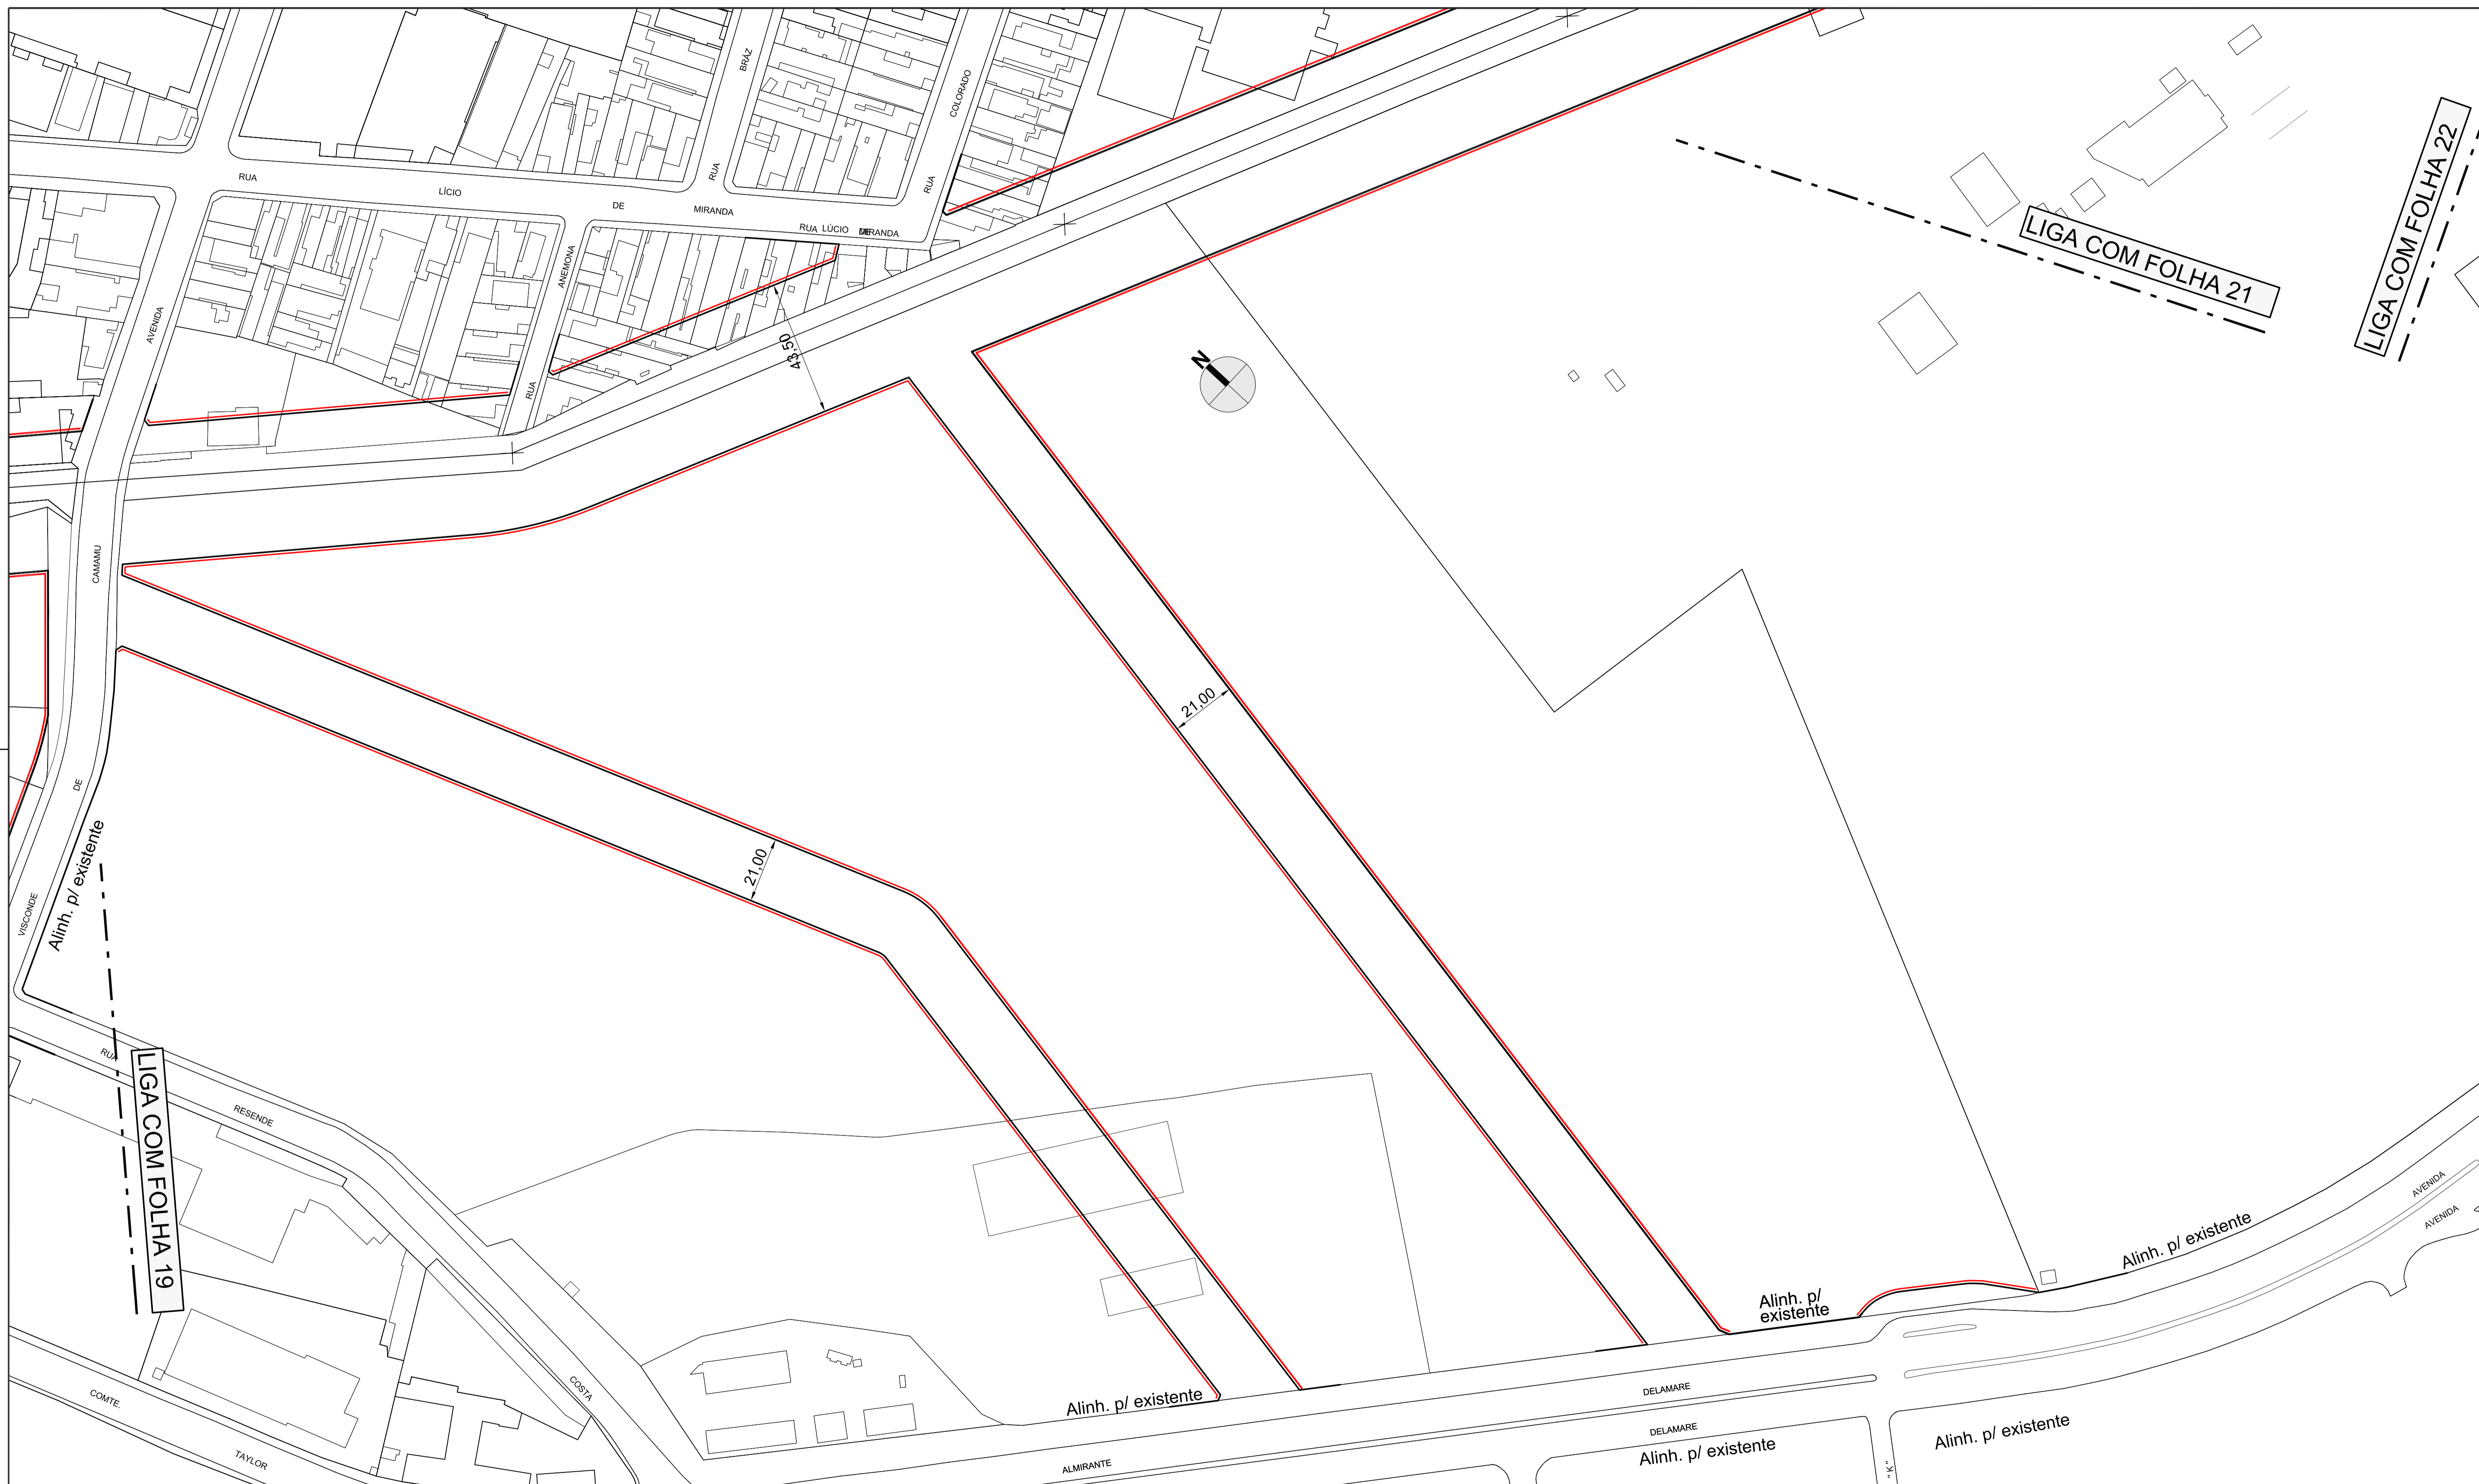 BRÁZ
RUA
COLORADO
RUA
RUA
LÍCIO
DE
MIRANDA
RUA LÚCIO
MIRANDA
ANEMONA
RUA
AVENIDA
CAMAMU
DE
VISCONDE
43,50
N
LIGA COM FOLHA 21
LIGA COM FOLHA 22
21,00
21,00
Alinh. p/ existente
LIGA COM FOLHA 19
RUA
RESENDE
COSTA
COMTE.
TAYLOR
Alinh. p/ existente
Alinh. p/
existente
Alinh. p/ existente
AVENIDA
AVENIDA
DELAMARE
DELAMARE
ALMIRANTE
Alinh. p/ existente
Alinh. p/ existente
"K"